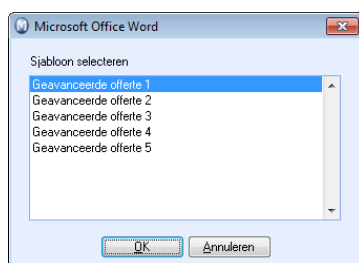 Microsoft Office Word
Sjabloon selecteren
Geavanceerde offerte 1
Geavanceerde offerte 2
Geavanceerde offerte 3
Geavanceerde offerte 4
Geavanceerde offerte 5
OK
Annuleren